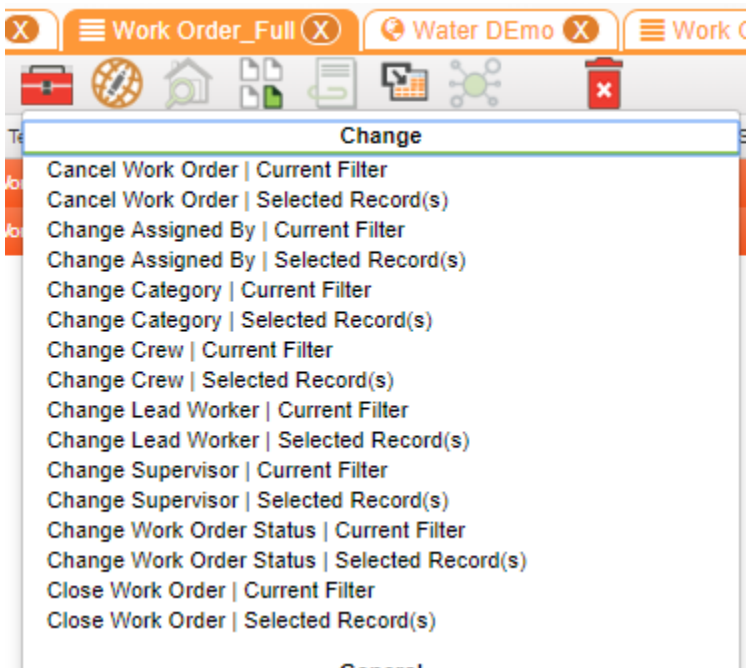 X Work Order_Full X Water DEmo X Work
Change
Cancel Work Order | Current Filter
Cancel Work Order | Selected Record(s)
Change Assigned By | Current Filter
Change Assigned By | Selected Record(s)
Change Category | Current Filter
Change Category | Selected Record(s)
Change Crew | Current Filter
Change Crew | Selected Record(s)
Change Lead Worker | Current Filter
Change Lead Worker | Selected Record(s)
Change Supervisor | Current Filter
Change Supervisor | Selected Record(s)
Change Work Order Status | Current Filter
Change Work Order Status | Selected Record(s)
Close Work Order | Current Filter
Close Work Order | Selected Record(s)